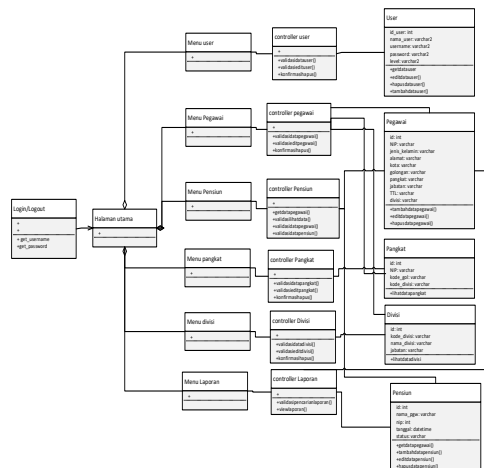 Login/Logout
+
+
+ get_username
+get_password
Halaman utama
+
Menu user
+
Menu Pegawai
+
Menu Pensiun
+
Menu pangkat
+
Menu divisi
+
Menu Laporan
+
controller user
+
+validasidatauser()
+validasiedituser()
+konfirmasihapus()
controller pegawai
+
+validasidatapegawai()
+validasieditpegawai()
+konfirmasihapus()
controller Pensiun
+
+getdatapegawai()
+validasilihatdata()
+validasidatapegawai()
+validasidatapensiun()
controller Pangkat
+
+validasidatapangkat()
+validasieditpangkat()
+konfirmasihapus()
controller Divisi
+
+validasidatadivisi()
+validasieditdivisi()
+konfirmasihapus()
controller Laporan
+
+validasipencarianlaporan()
+viewlaporan()
User
id_user: int
nama_user: varchar2
username: varchar2
password: varchar2
level: varchar2
+getdatauser
+editdatauser()
+hapusdatauser()
+tambahdatauser()
Pegawai
id: int
NIP: varchar
jenis_kelamin: varchar
alamat: varchar
kota: varchar
golongan: varchar
pangkat: varchar
jabatan: varchar
TTL: varchar
divisi: varchar
+tambahdatapegawai()
+editdatapegawai()
+hapusdatapegawai()
Pangkat
id: int
NIP: varchar
kode_gol: varchar
kode_divisi: varchar
+lihatdatapangkat
Divisi
id: int
kode_divisi: varchar
nama_divisi: varchar
jabatan: varchar
+lihatdatadivisi
Pensiun
id: int
nama_pgw: varchar
nip: int
tanggal: datetime
status: varchar
+getdatapegawai()
+tambahdatapensiun()
+editdatapensiun()
+hapusdatapensiun()